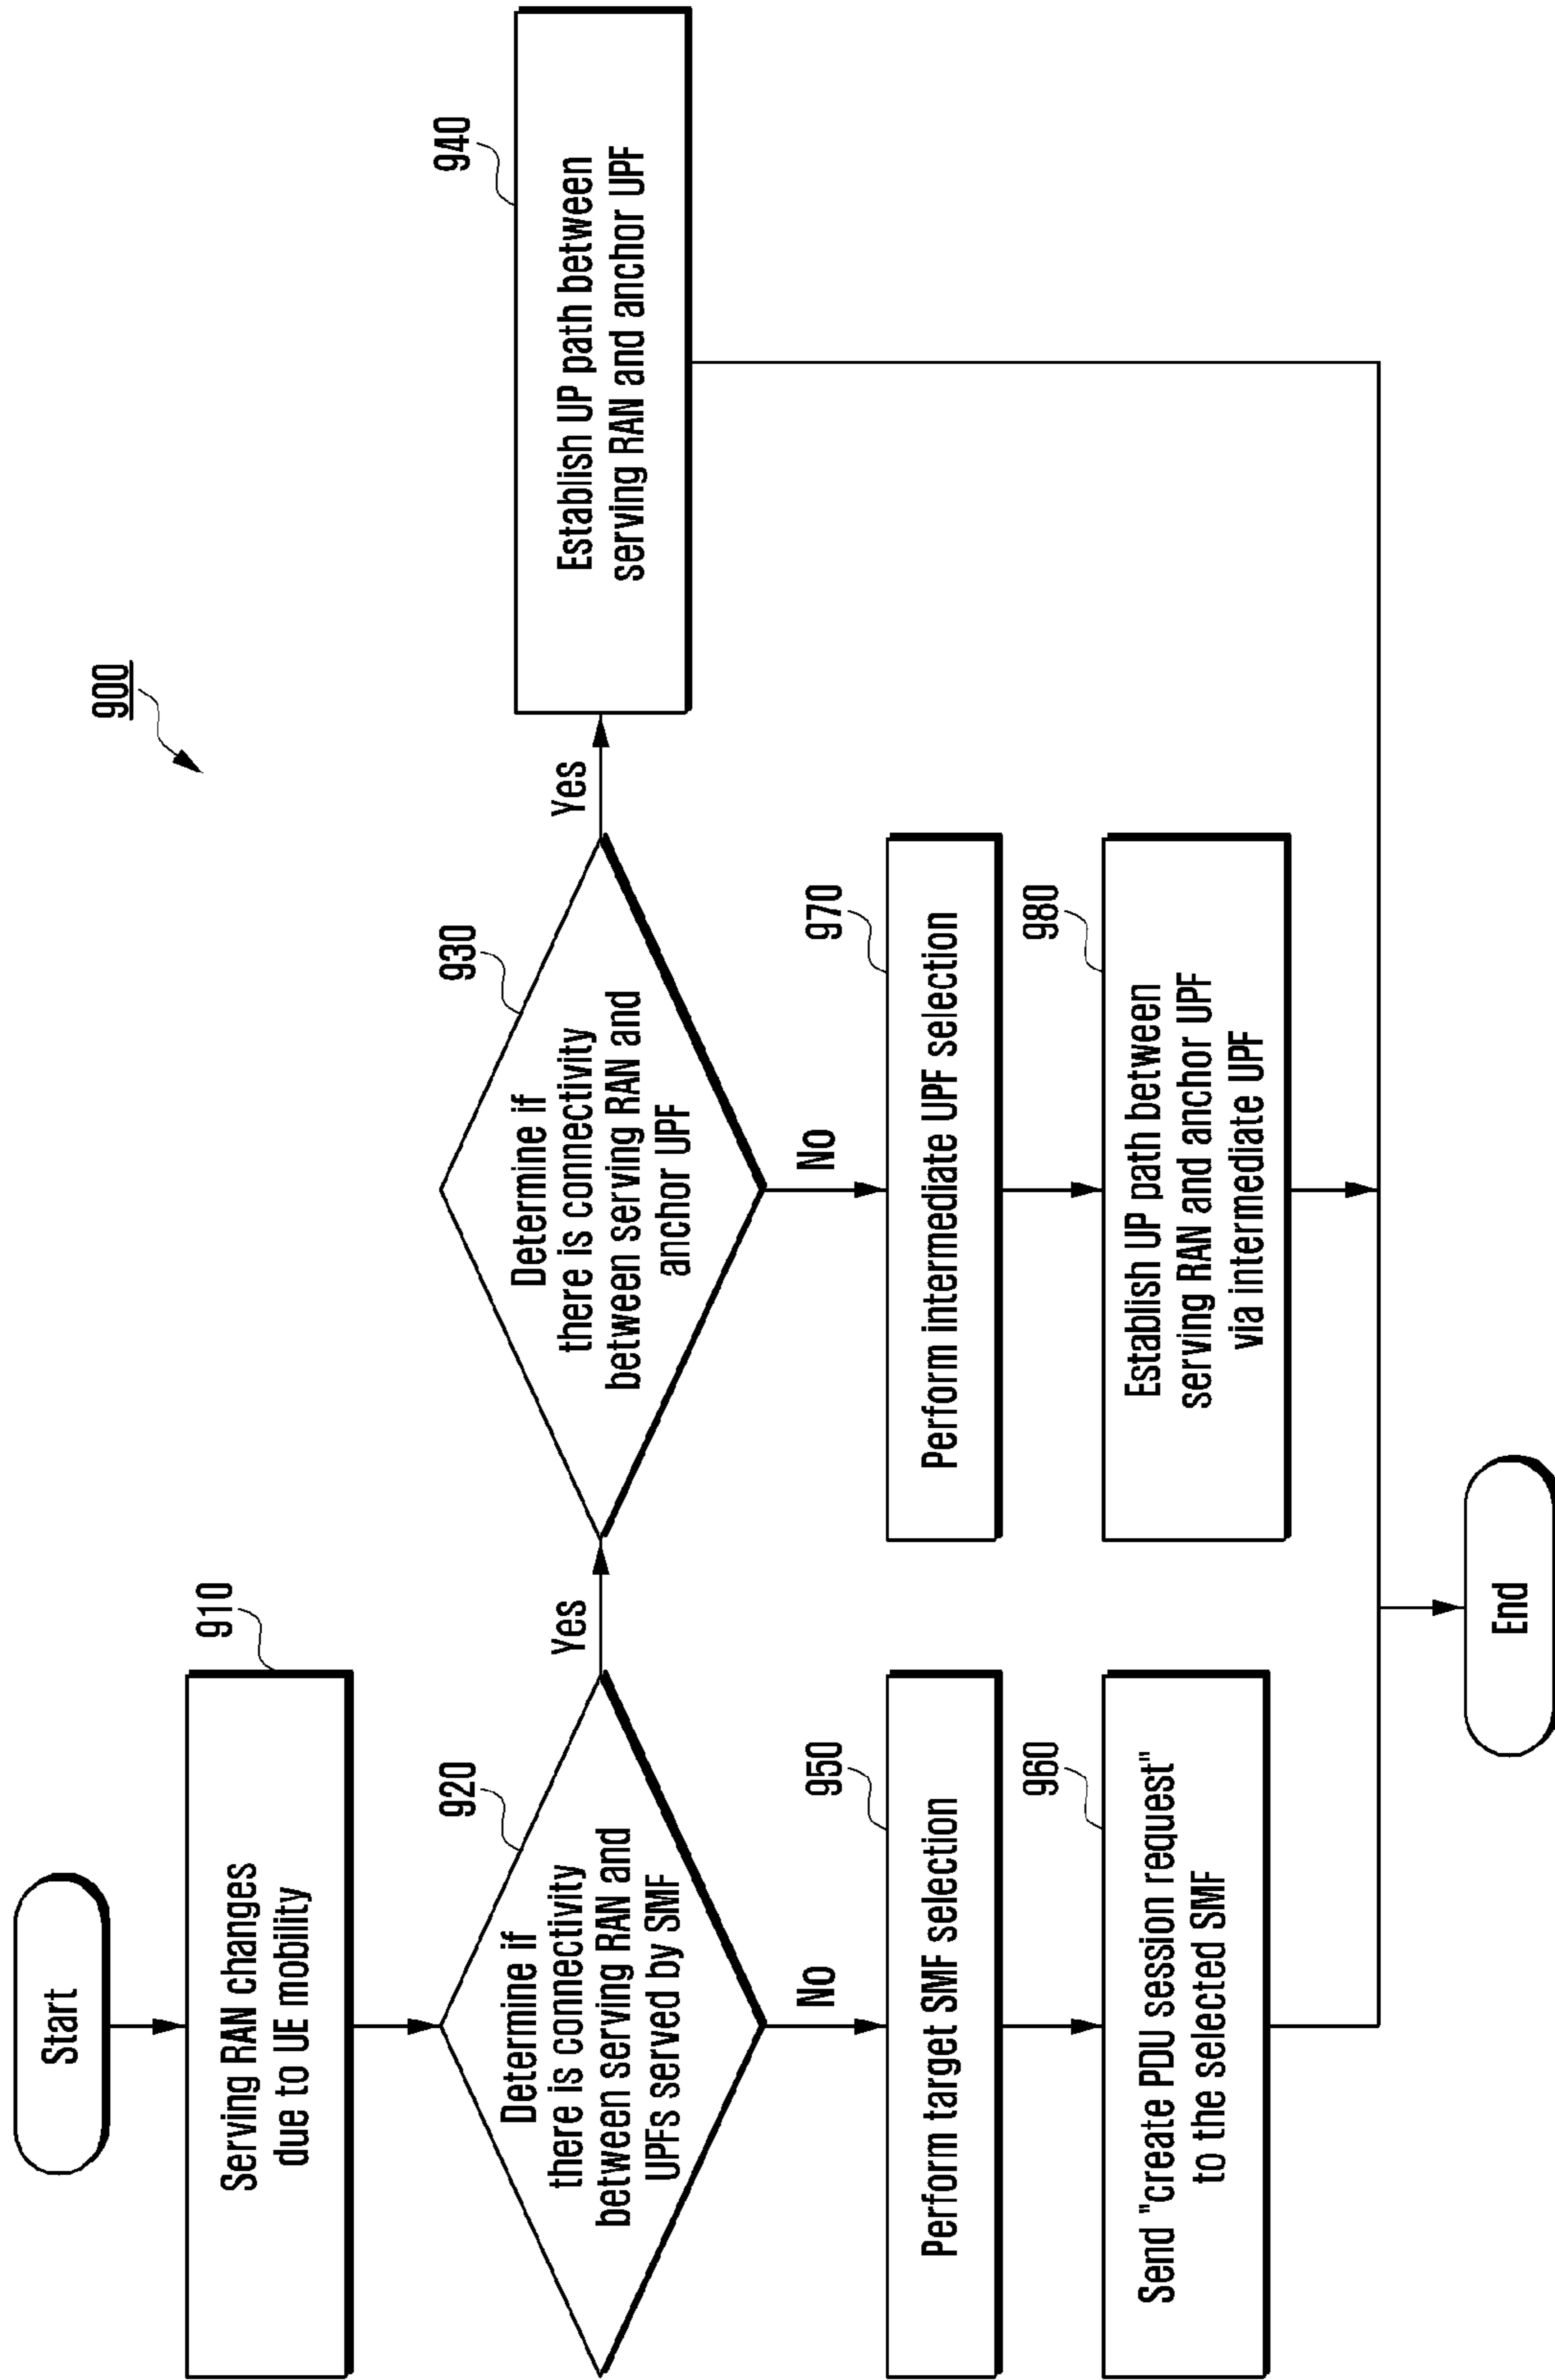 900
Start
910
Serving RAN changes
due to UE mobility
920
Determine if
there is connectivity
between serving RAN and
UPFs served by SMF
Yes
No
930
Determine if
there is connectivity
between serving RAN and
anchor UPF
Yes
No
940
Establish UP path between
serving RAN and anchor UPF
950
Perform target SMF selection
960
Send "create PDU session request"
to the selected SMF
970
Perform intermediate UPF selection
980
Establish UP path between
serving RAN and anchor UPF
via intermediate UPF
End